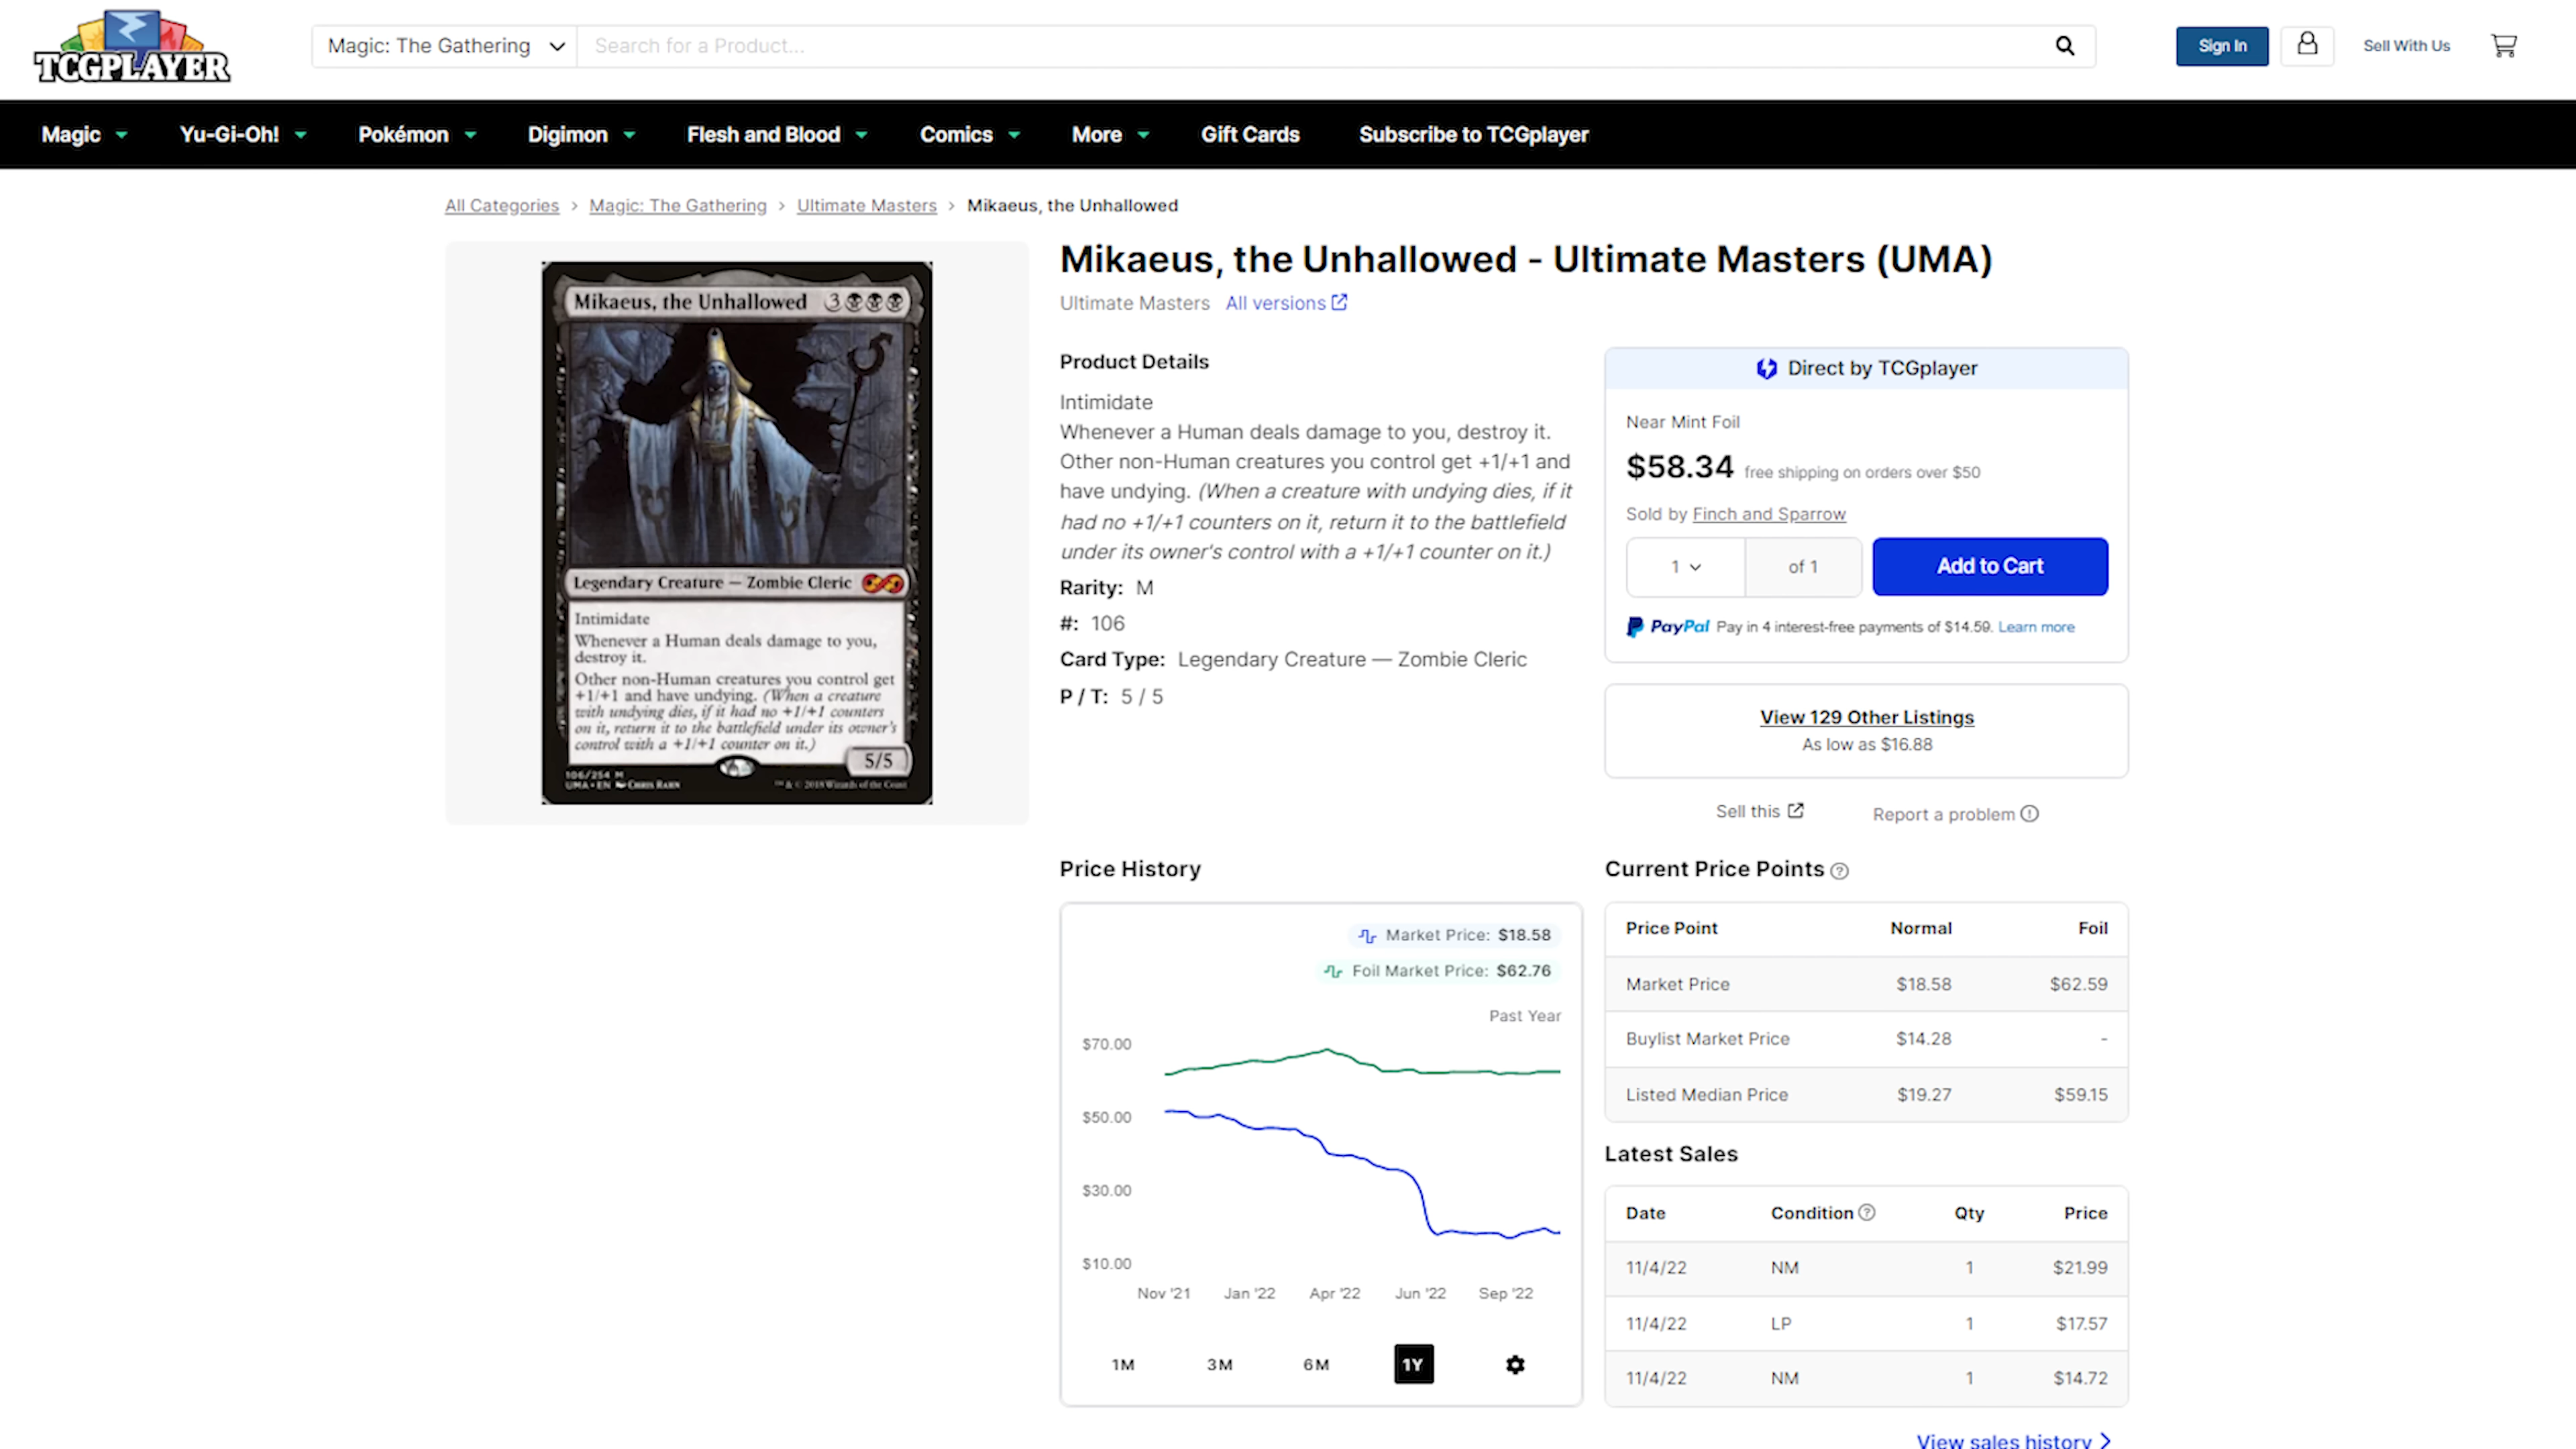 TCGPLAYER
Magic: The Gathering
Search for a Product...
Sign In
Sell With Us
Magic
Yu-Gi-Oh!
Pokémon
Digimon
Flesh and Blood
Comics
More
Gift Cards
Subscribe to TCGplayer
All Categories > Magic: The Gathering > Ultimate Masters > Mikaeus, the Unhallowed
Mikaeus, the Unhallowed 3
Legendary Creature — Zombie Cleric
Intimidate
Whenever a Human deals damage to you,
destroy it.
Other non-Human creatures you control get
+1/+1 and have undying. (When a creature
with undying dies, if it had no +1/+1 counters
on it, return it to the battlefield under its owner's
control with a +1/+1 counter on it.)
5/5
106/254 M
UMA • EN Chris Rahn
™ & © 2018 Wizards of the Coast
Mikaeus, the Unhallowed - Ultimate Masters (UMA)
Ultimate Masters All versions
Product Details
Intimidate
Whenever a Human deals damage to you, destroy it.
Other non-Human creatures you control get +1/+1 and
have undying. (When a creature with undying dies, if it
had no +1/+1 counters on it, return it to the battlefield
under its owner's control with a +1/+1 counter on it.)
Rarity: M
#: 106
Card Type: Legendary Creature — Zombie Cleric
P / T: 5 / 5
Direct by TCGplayer
Near Mint Foil
$58.34 free shipping on orders over $50
Sold by Finch and Sparrow
1 of 1 Add to Cart
PayPal Pay in 4 interest-free payments of $14.59. Learn more
View 129 Other Listings
As low as $16.88
Sell this Report a problem
Price History
Market Price: $18.58
Foil Market Price: $62.76
Past Year
$70.00
$50.00
$30.00
$10.00
Nov '21 Jan '22 Apr '22 Jun '22 Sep '22
1M 3M 6M 1Y
Current Price Points
Price Point Normal Foil
Market Price $18.58 $62.59
Buylist Market Price $14.28 -
Listed Median Price $19.27 $59.15
Latest Sales
Date Condition Qty Price
11/4/22 NM 1 $21.99
11/4/22 LP 1 $17.57
11/4/22 NM 1 $14.72
View sales history